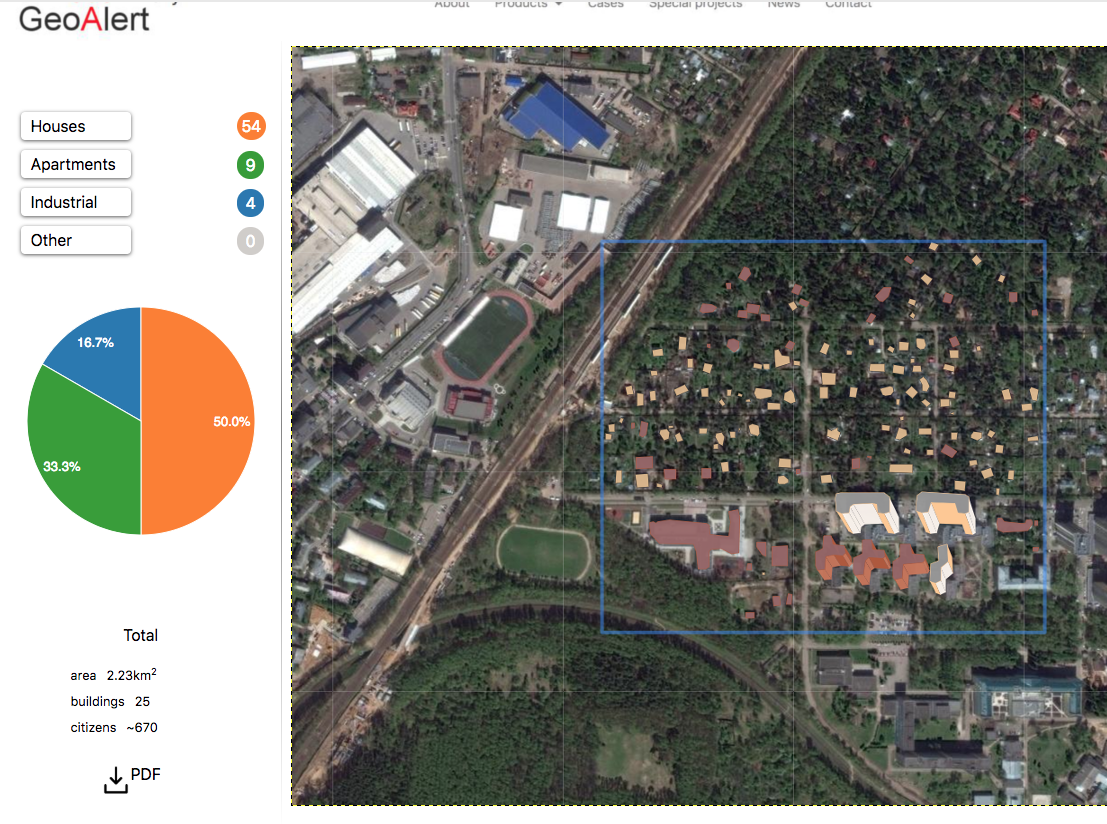 About Products Cases Special projects News Contact
GeoAlert
Houses 54
Apartments 9
Industrial 4
Other 0
16.7%
50.0%
33.3%
Total
area 2.23km²
buildings 25
citizens ~670
PDF